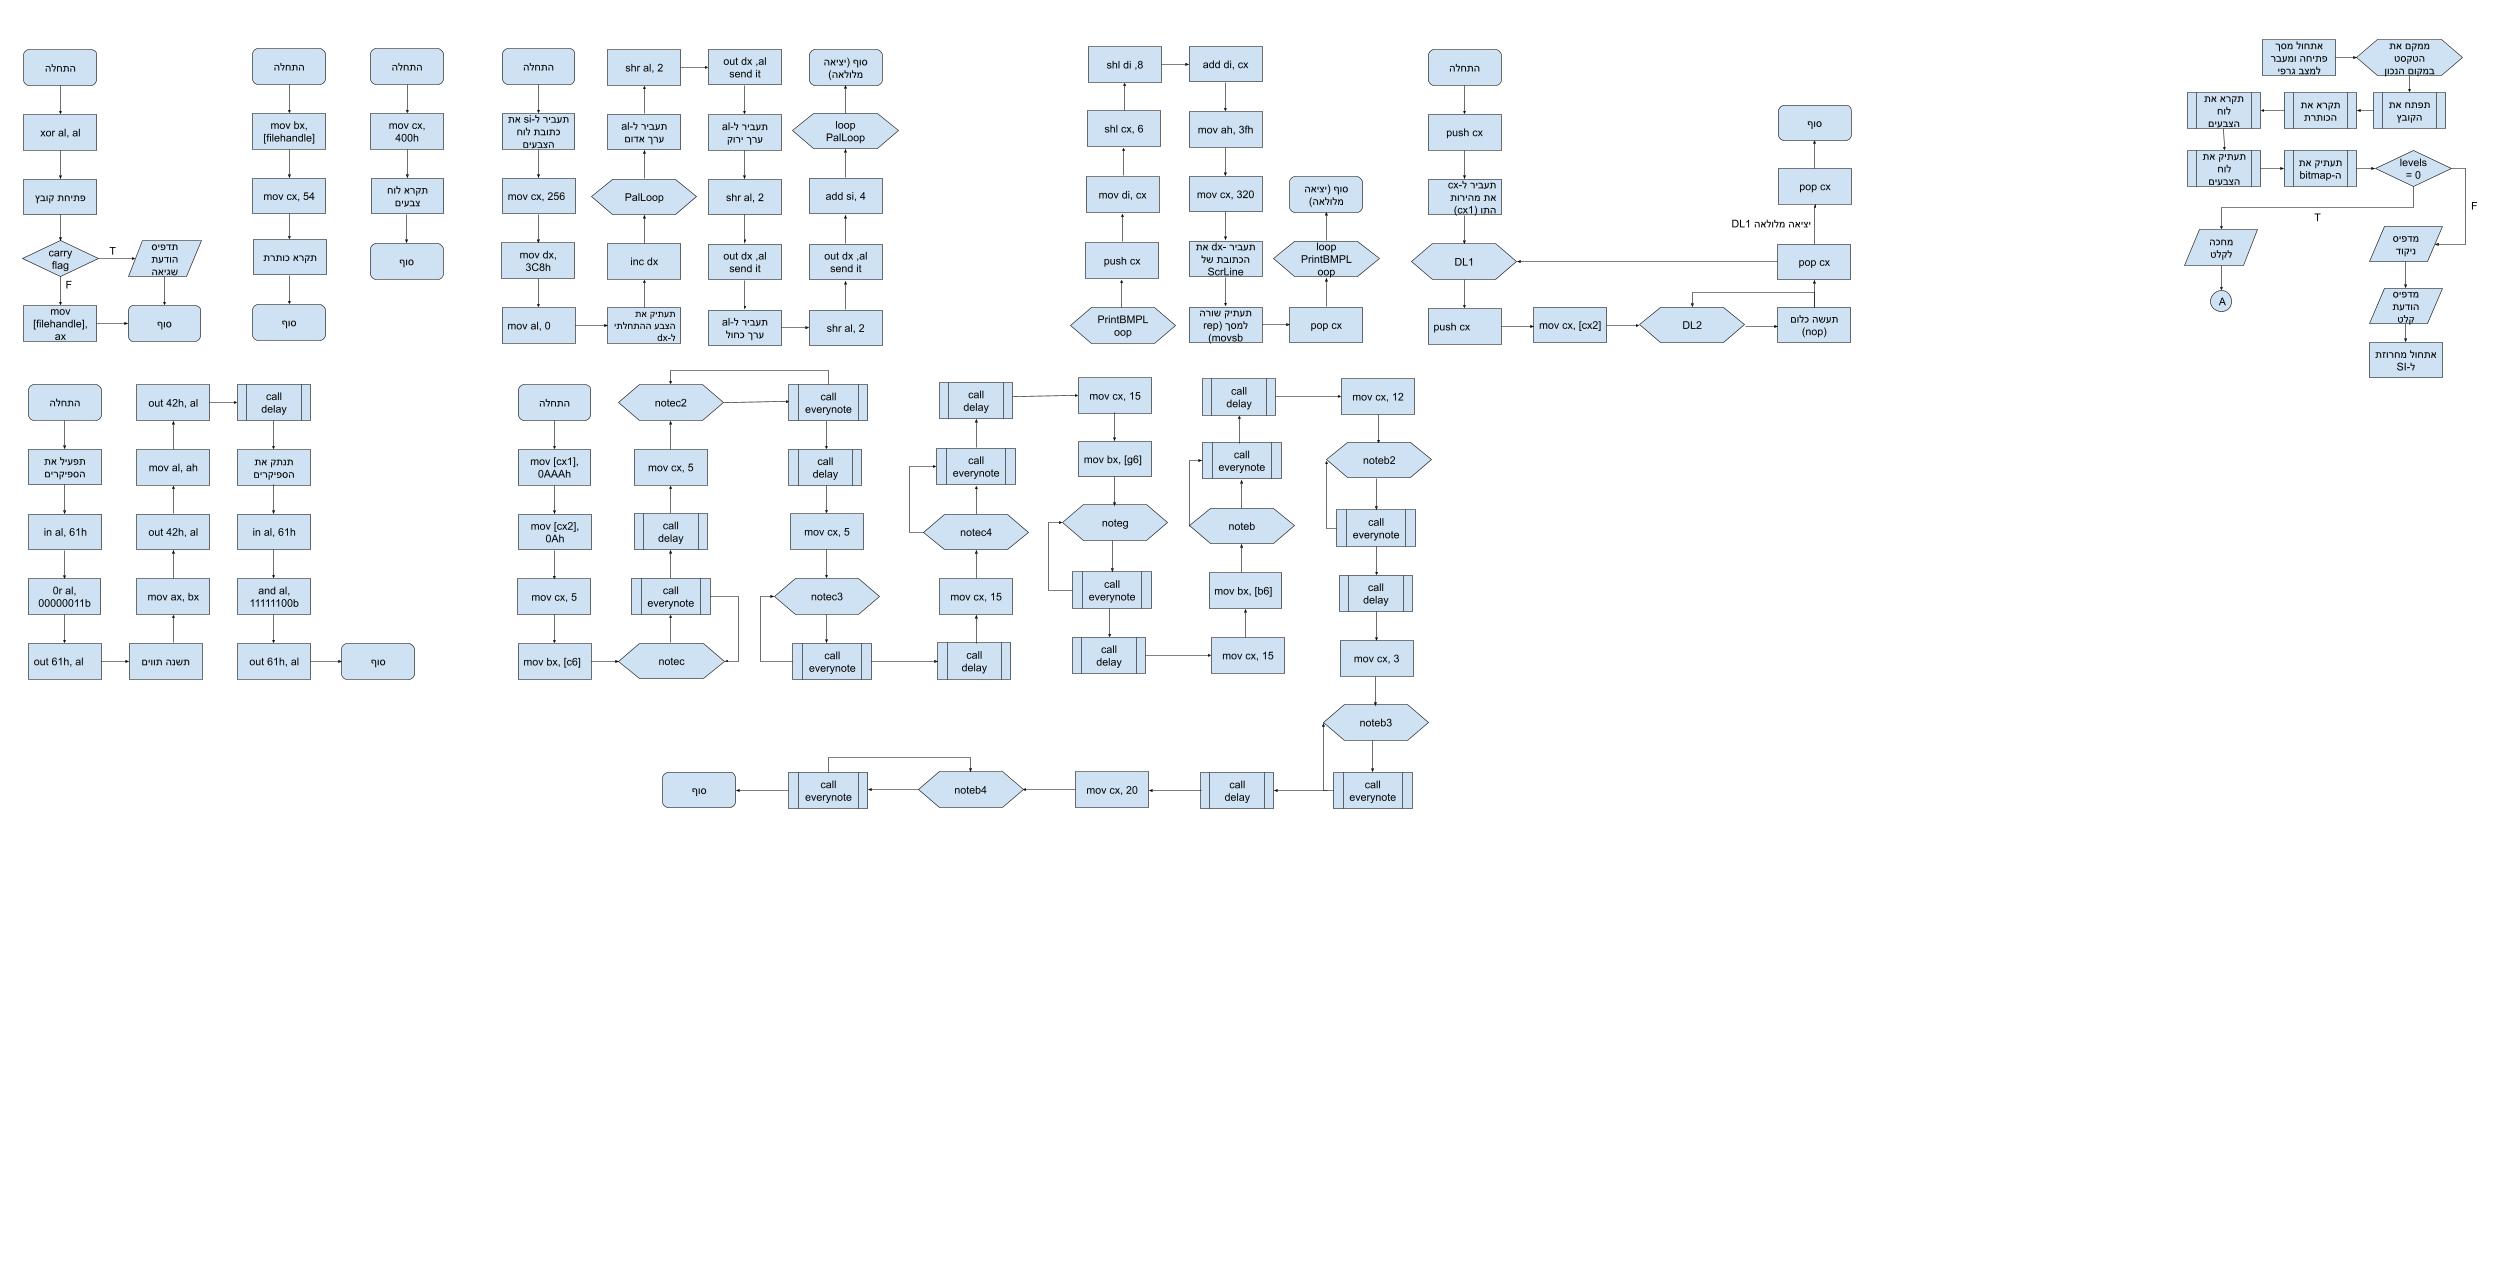 התחלה
xor al, al
פתיחת קובץ
carry
flag
T
תדפיס
הודעת
שגיאה
F
mov
[filehandle],
ax
סוף
התחלה
mov bx,
[filehandle]
mov cx, 54
תקרא כותרת
סוף
התחלה
mov cx,
400h
תקרא לוח
צבעים
סוף
התחלה
תעביר ל-si את
כתובת לוח
הצבעים
mov cx, 256
mov dx,
3C8h
mov al, 0
תעתיק את
הצבע ההתחלתי
ל-dx
inc dx
PalLoop
תעביר ל-al
ערך אדום
shr al, 2
out dx ,al
send it
תעביר ל-al
ערך ירוק
shr al, 2
out dx ,al
send it
תעביר ל-al
ערך כחול
shr al, 2
out dx ,al
send it
add si, 4
loop
PalLoop
סוף (יציאה
מלולאה)
PrintBMPL
oop
push cx
mov di, cx
shl cx, 6
shl di ,8
add di, cx
mov ah, 3fh
mov cx, 320
תעביר -dx את
הכתובת של
ScrLine
תעתיק שורה
למסך (rep
movsb)
pop cx
loop
PrintBMPL
oop
סוף (יציאה
מלולאה)
התחלה
push cx
תעביר ל-cx
את מהירות
התו (cx1)
DL1
push cx
mov cx, [cx2]
DL2
תעשה כלום
(nop)
pop cx
יציאה מלולאה DL1
pop cx
סוף
אתחול מסך
פתיחה ומעבר
למצב גרפי
ממקם את
הטקסט
במקום הנכון
תפתח את
הקובץ
תקרא את
הכותרת
תקרא את
לוח
הצבעים
תעתיק את
לוח
הצבעים
תעתיק את
ה-bitmap
levels
= 0
T
F
מחכה
לקלט
A
מדפיס
ניקוד
מדפיס
הודעת
קלט
אתחול מחרוזת
ל-SI
התחלה
תפעיל את
הספיקרים
in al, 61h
0r al,
00000011b
out 61h, al
תשנה תווים
mov ax, bx
out 42h, al
mov al, ah
out 42h, al
call
delay
תנתק את
הספיקרים
in al, 61h
and al,
11111100b
out 61h, al
סוף
התחלה
mov [cx1],
0AAAh
mov [cx2],
0Ah
mov cx, 5
mov bx, [c6]
notec
call
everynote
call
delay
mov cx, 5
notec2
call
everynote
call
delay
mov cx, 5
notec3
call
everynote
call
delay
mov cx, 15
notec4
call
everynote
call
delay
mov cx, 15
mov bx, [g6]
noteg
call
everynote
call
delay
mov cx, 15
mov bx, [b6]
noteb
call
everynote
call
delay
mov cx, 12
noteb2
call
everynote
call
delay
mov cx, 3
noteb3
call
everynote
call
delay
mov cx, 20
noteb4
call
everynote
סוף